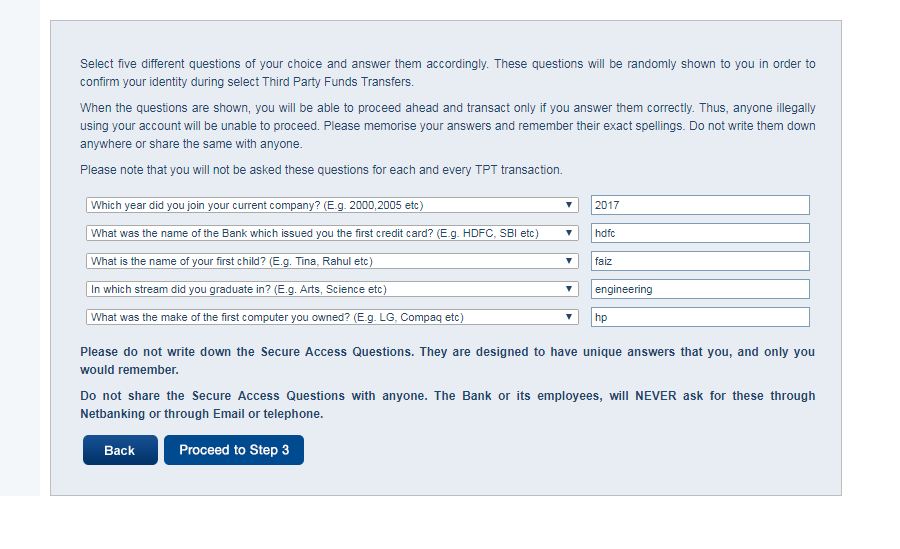 Select five different questions of your choice and answer them accordingly. These questions will be randomly shown to you in order to
confirm your identity during select Third Party Funds Transfers.
When the questions are shown, you will be able to proceed ahead and transact only if you answer them correctly. Thus, anyone illegally
using your account will be unable to proceed. Please memorise your answers and remember their exact spellings. Do not write them down
anywhere or share the same with anyone.
Please note that you will not be asked these questions for each and every TPT transaction.
Which year did you join your current company? (E.g. 2000,2005 etc) 2017
What was the name of the Bank which issued you the first credit card? (E.g. HDFC, SBI etc) hdfc
What is the name of your first child? (E.g. Tina, Rahul etc) faiz
In which stream did you graduate in? (E.g. Arts, Science etc) engineering
What was the make of the first computer you owned? (E.g. LG, Compaq etc) hp
Please do not write down the Secure Access Questions. They are designed to have unique answers that you, and only you
would remember.
Do not share the Secure Access Questions with anyone. The Bank or its employees, will NEVER ask for these through
Netbanking or through Email or telephone.
Back Proceed to Step 3